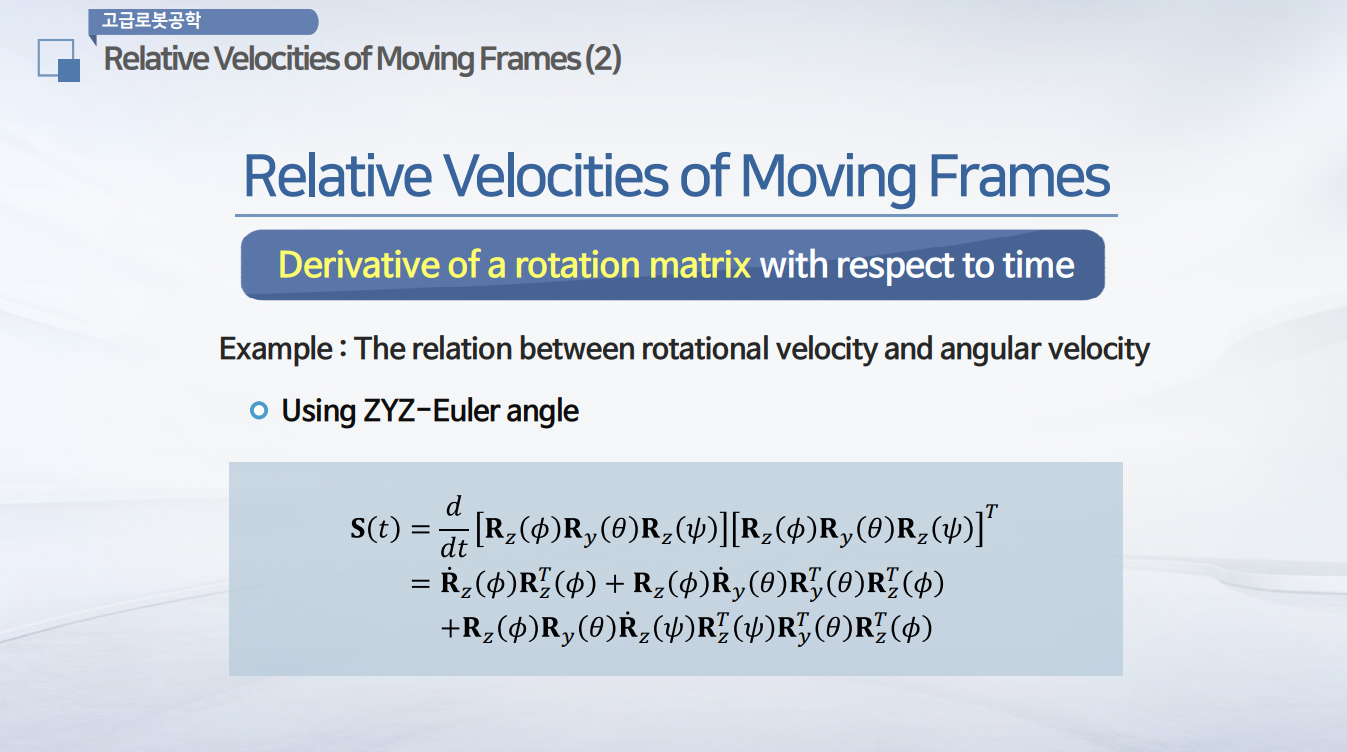 고급로봇공학
Relative Velocities of Moving Frames (2)
Relative Velocities of Moving Frames
Derivative of a rotation matrix with respect to time
Example : The relation between rotational velocity and angular velocity
Using ZYZ-Euler angle
$\mathbf{S}(t) = \frac{d}{dt}\left[\mathbf{R}_z(\phi)\mathbf{R}_y(\theta)\mathbf{R}_z(\psi)\right]\left[\mathbf{R}_z(\phi)\mathbf{R}_y(\theta)\mathbf{R}_z(\psi)\right]^T$
$= \dot{\mathbf{R}}_z(\phi)\mathbf{R}_z^T(\phi) + \mathbf{R}_z(\phi)\dot{\mathbf{R}}_y(\theta)\mathbf{R}_y^T(\theta)\mathbf{R}_z^T(\phi)$
$+\mathbf{R}_z(\phi)\mathbf{R}_y(\theta)\dot{\mathbf{R}}_z(\psi)\mathbf{R}_z^T(\psi)\mathbf{R}_y^T(\theta)\mathbf{R}_z^T(\phi)$